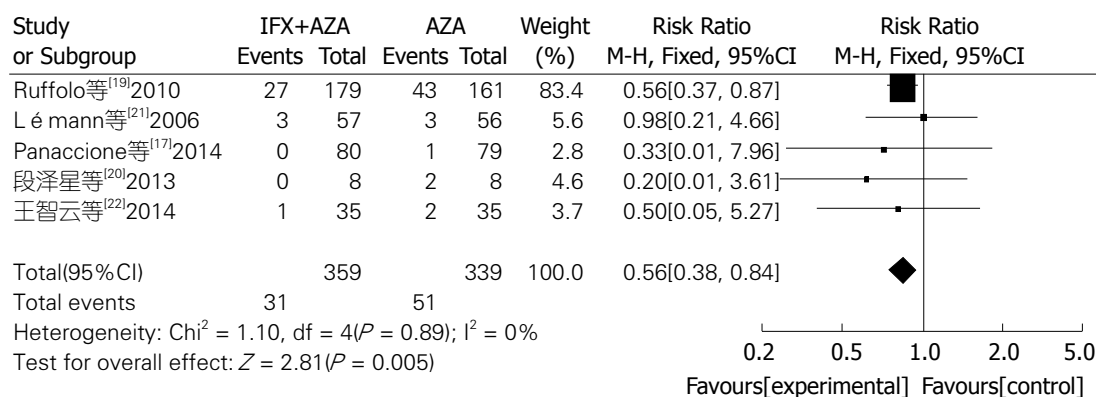 Study IFX+AZA AZA Weight Risk Ratio Risk Ratio
or Subgroup Events Total Events Total (%) M-H, Fixed, 95%CI M-H, Fixed, 95%CI
Ruffolo等[19]2010 27 179 43 161 83.4 0.56[0.37, 0.87]
L é mann等[21]2006 3 57 3 56 5.6 0.98[0.21, 4.66]
Panaccione等[17]2014 0 80 1 79 2.8 0.33[0.01, 7.96]
段泽星等[20]2013 0 8 2 8 4.6 0.20[0.01, 3.61]
王智云等[22]2014 1 35 2 35 3.7 0.50[0.05, 5.27]
Total(95%CI) 359 339 100.0 0.56[0.38, 0.84]
Total events 31 51
Heterogeneity: Chi² = 1.10, df = 4(P = 0.89); I² = 0%
Test for overall effect: Z = 2.81(P = 0.005)
0.2 0.5 1.0 2.0 5.0
Favours[experimental] Favours[control]